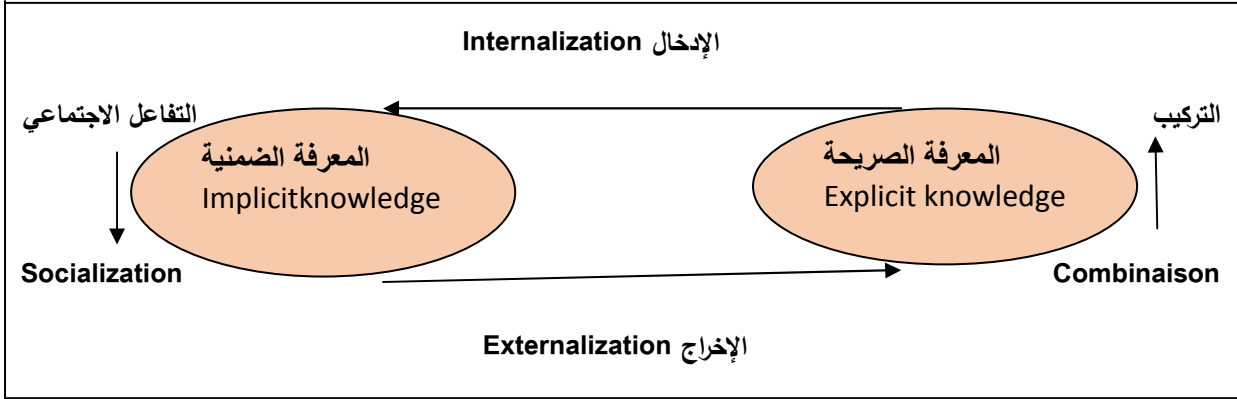 الإدخال Internalization
التفاعل الاجتماعي
التركيب
المعرفة الضمنية
Implicitknowledge
المعرفة الصريحة
Explicit knowledge
Socialization
Combinaison
الإخراج Externalization